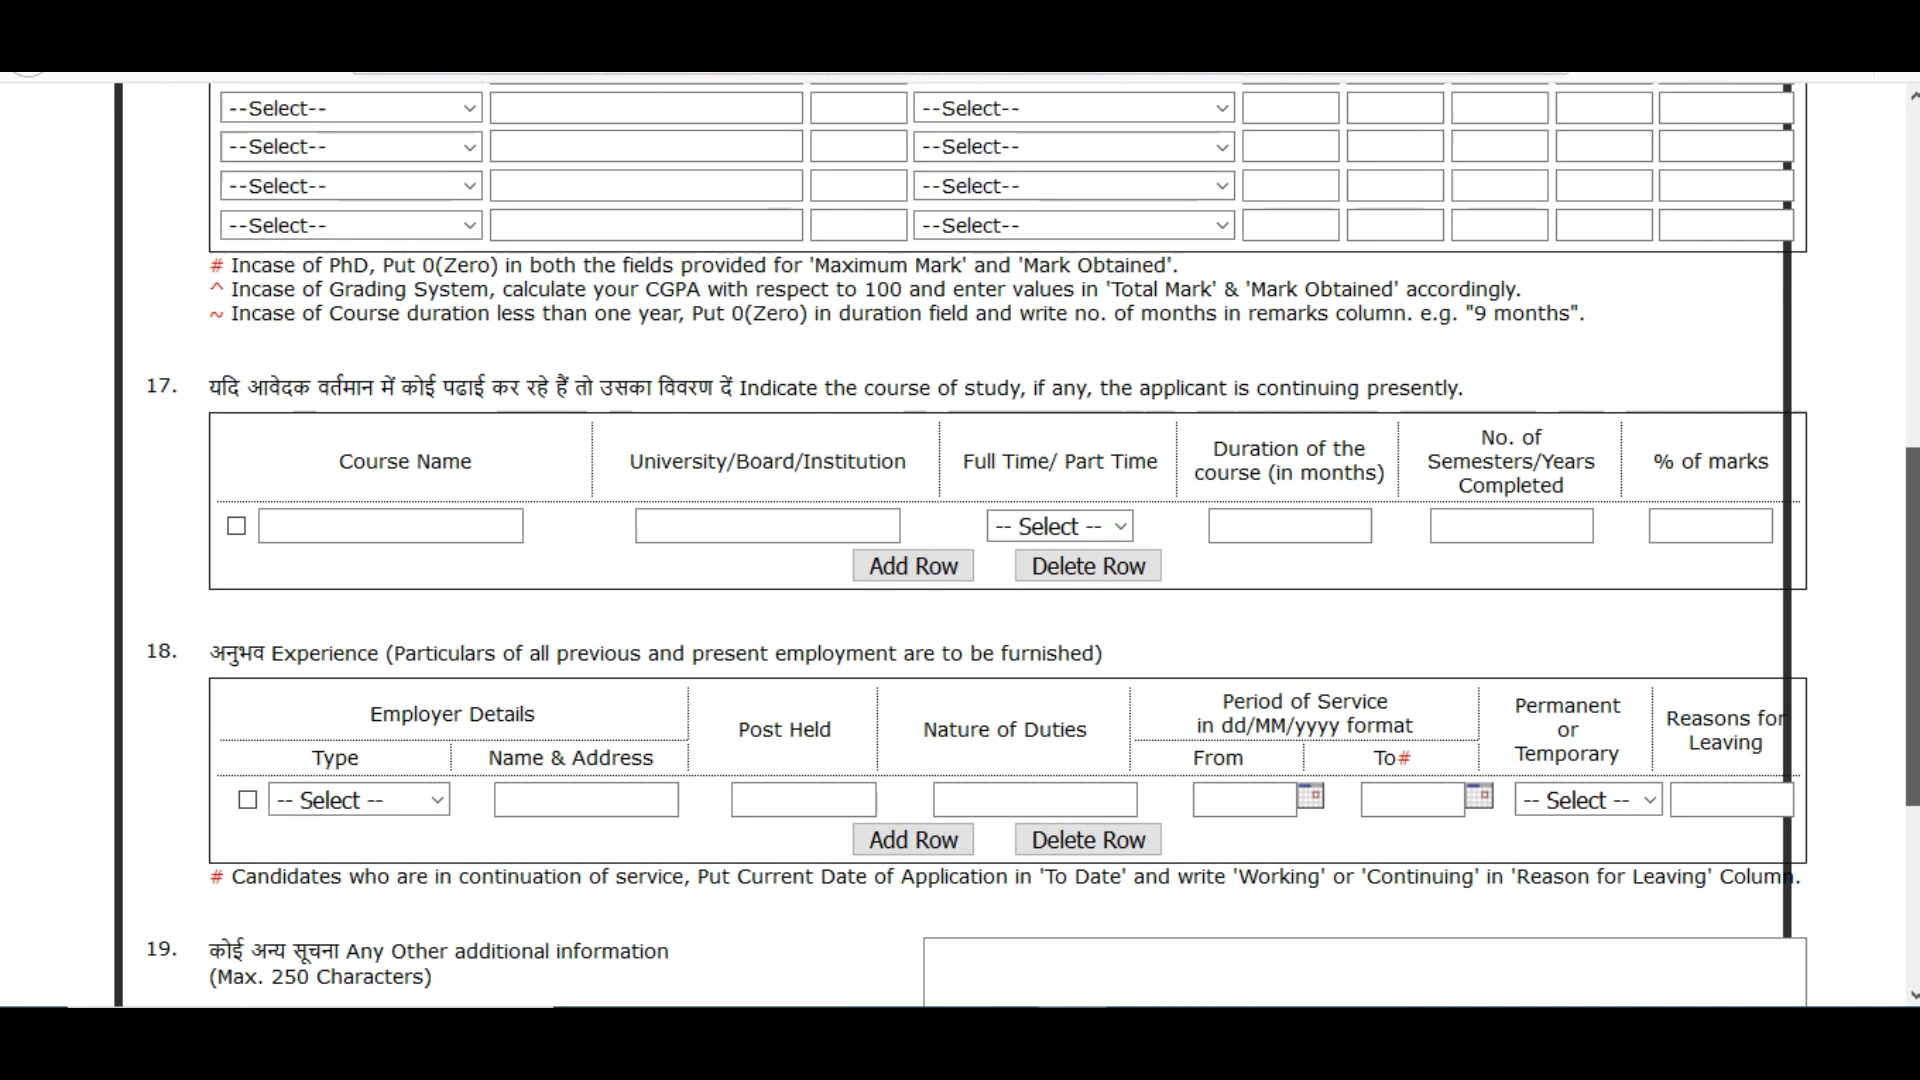 --Select-- --Select--
--Select-- --Select--
--Select-- --Select--
--Select-- --Select--
# Incase of PhD, Put 0(Zero) in both the fields provided for 'Maximum Mark' and 'Mark Obtained'.
^ Incase of Grading System, calculate your CGPA with respect to 100 and enter values in 'Total Mark' & 'Mark Obtained' accordingly.
~ Incase of Course duration less than one year, Put 0(Zero) in duration field and write no. of months in remarks column. e.g. "9 months".
17. यदि आवेदक वर्तमान में कोई पढाई कर रहे हैं तो उसका विवरण दें Indicate the course of study, if any, the applicant is continuing presently.
Course Name
University/Board/Institution
Full Time/ Part Time
Duration of the
course (in months)
No. of
Semesters/Years
Completed
% of marks
-- Select --
Add Row Delete Row
18. अनुभव Experience (Particulars of all previous and present employment are to be furnished)
Employer Details
Type
Name & Address
Post Held
Nature of Duties
Period of Service
in dd/MM/yyyy format
From
To#
Permanent
or
Temporary
Reasons for
Leaving
-- Select -- -- Select --
Add Row Delete Row
# Candidates who are in continuation of service, Put Current Date of Application in 'To Date' and write 'Working' or 'Continuing' in 'Reason for Leaving' Column.
19. कोई अन्य सूचना Any Other additional information
(Max. 250 Characters)